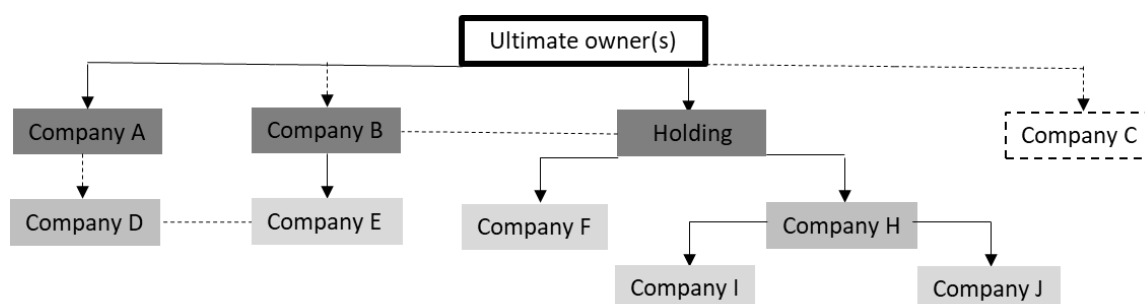 Ultimate owner(s)
Company A
Company B
Holding
Company C
Company D
Company E
Company F
Company H
Company I
Company J